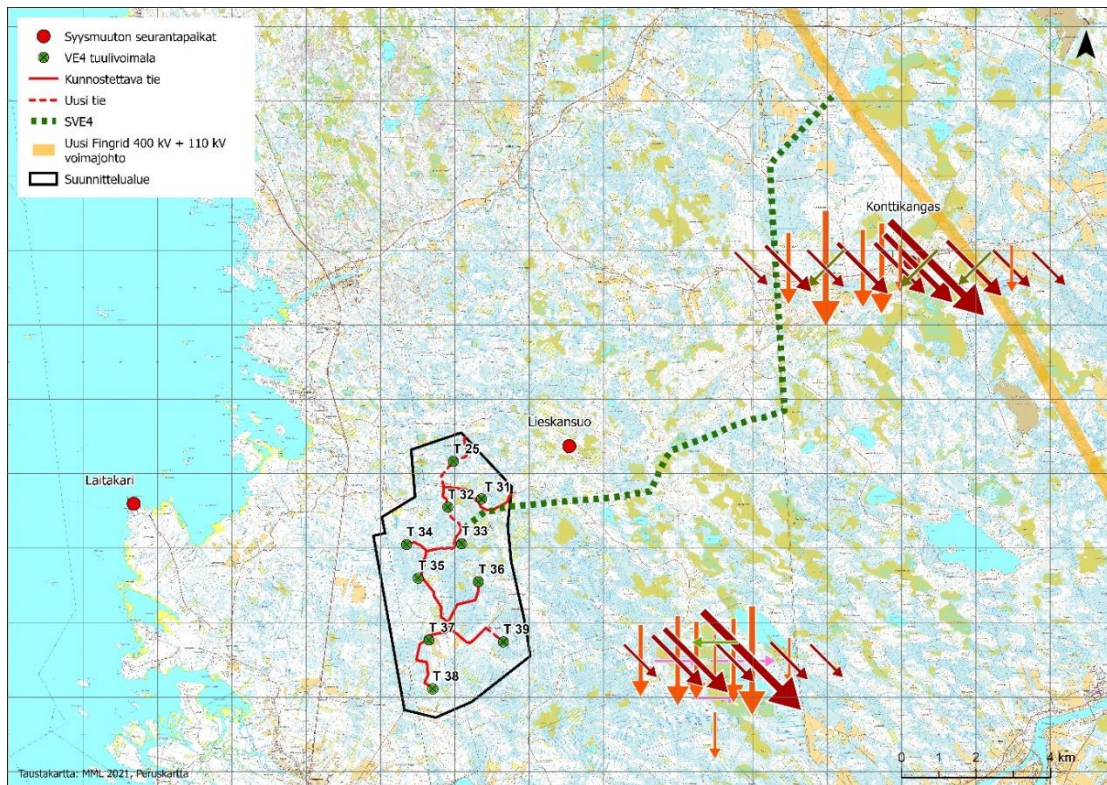 Syysmuuton seurantapaikat
VE4 tuulivoimala
Kunnostettava tie
Uusi tie
SVE4
Uusi Fingrid 400 kV + 110 kV
voimajohto
Suunnittelualue
Konttikangas
Lieskansuo
Laitakari
T 25
T 31
T 32
T 34
T 33
T 35
T 36
T 37
T 39
T 38
0 2 4 km
Taustakartta: MML 2021, Peruskartta